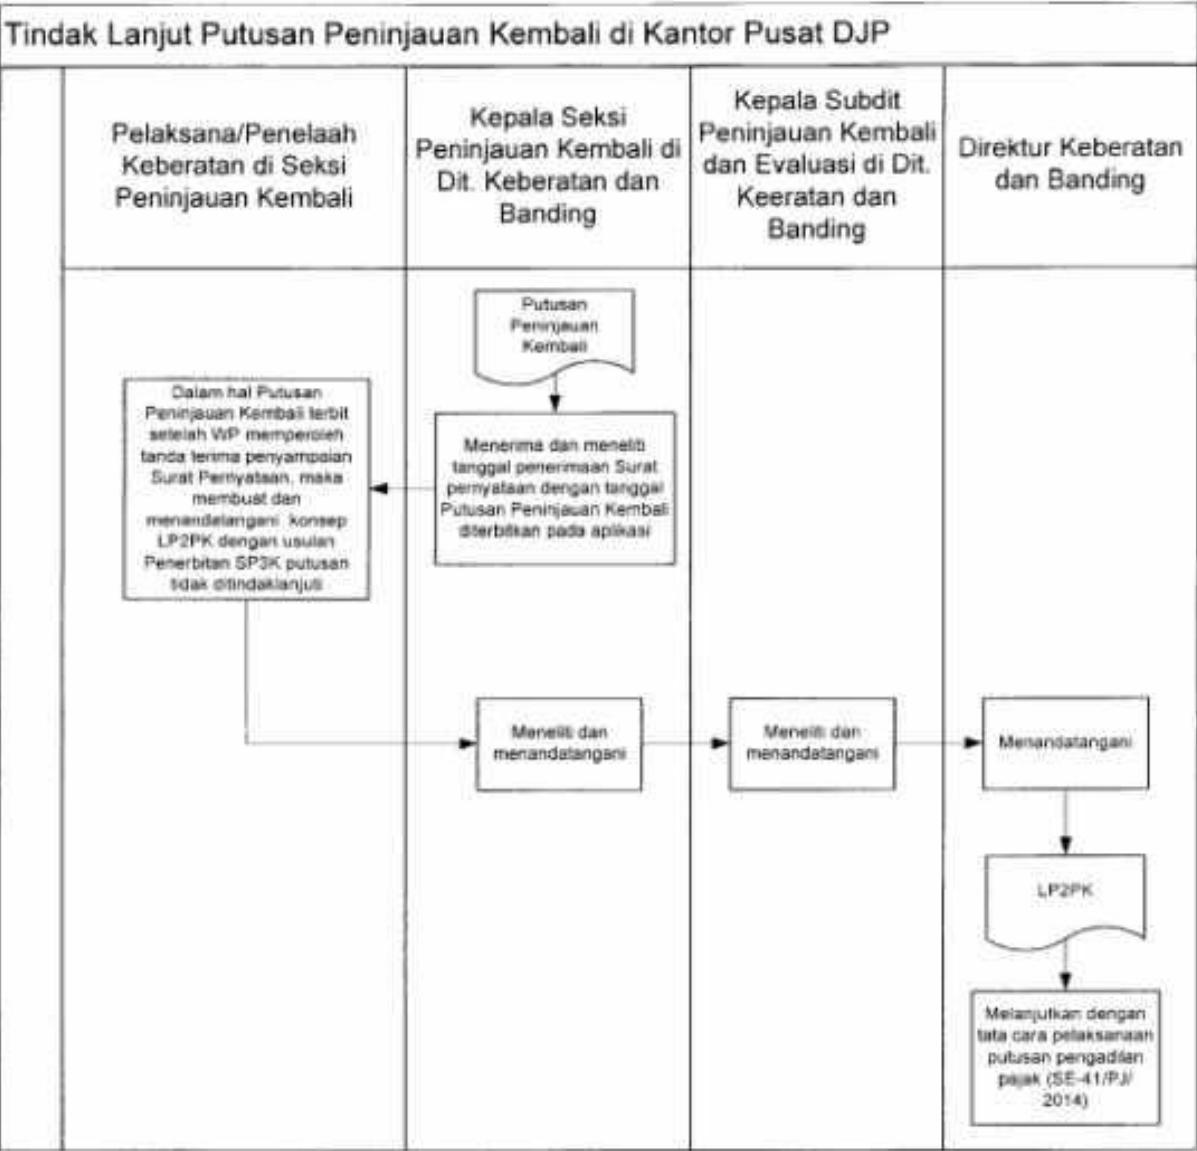 Tindak Lanjut Putusan Peninjauan Kembali di Kantor Pusat DJP
Pelaksana/Penelaah
Keberatan di Seksi
Peninjauan Kembali
Kepala Seksi
Peninjauan Kembali di
Dit. Keberatan dan
Banding
Kepala Subdit
Peninjauan Kembali
dan Evaluasi di Dit.
Keeratan dan
Banding
Direktur Keberatan
dan Banding
Putusan
Peninjauan
Kembali
Menerima dan meneliti
tanggal penerimaan Surat
pernyataan dengan tanggal
Putusan Peninjauan Kembali
diterbitkan pada aplikasi
Dalam hal Putusan
Peninjauan Kembali terbit
setelah WP memperoleh
tanda terima penyampaian
Surat Pernyataan, maka
membuat dan
menandatangani konsep
LP2PK dengan usulan
Penerbitan SP3K putusan
tidak ditindaklanjuti
Meneliti dan
menandatangani
Meneliti dan
menandatangani
Menandatangani
LP2PK
Melanjutkan dengan
tata cara pelaksanaan
putusan pengadilan
pajak (SE-41/PJ/
2014)